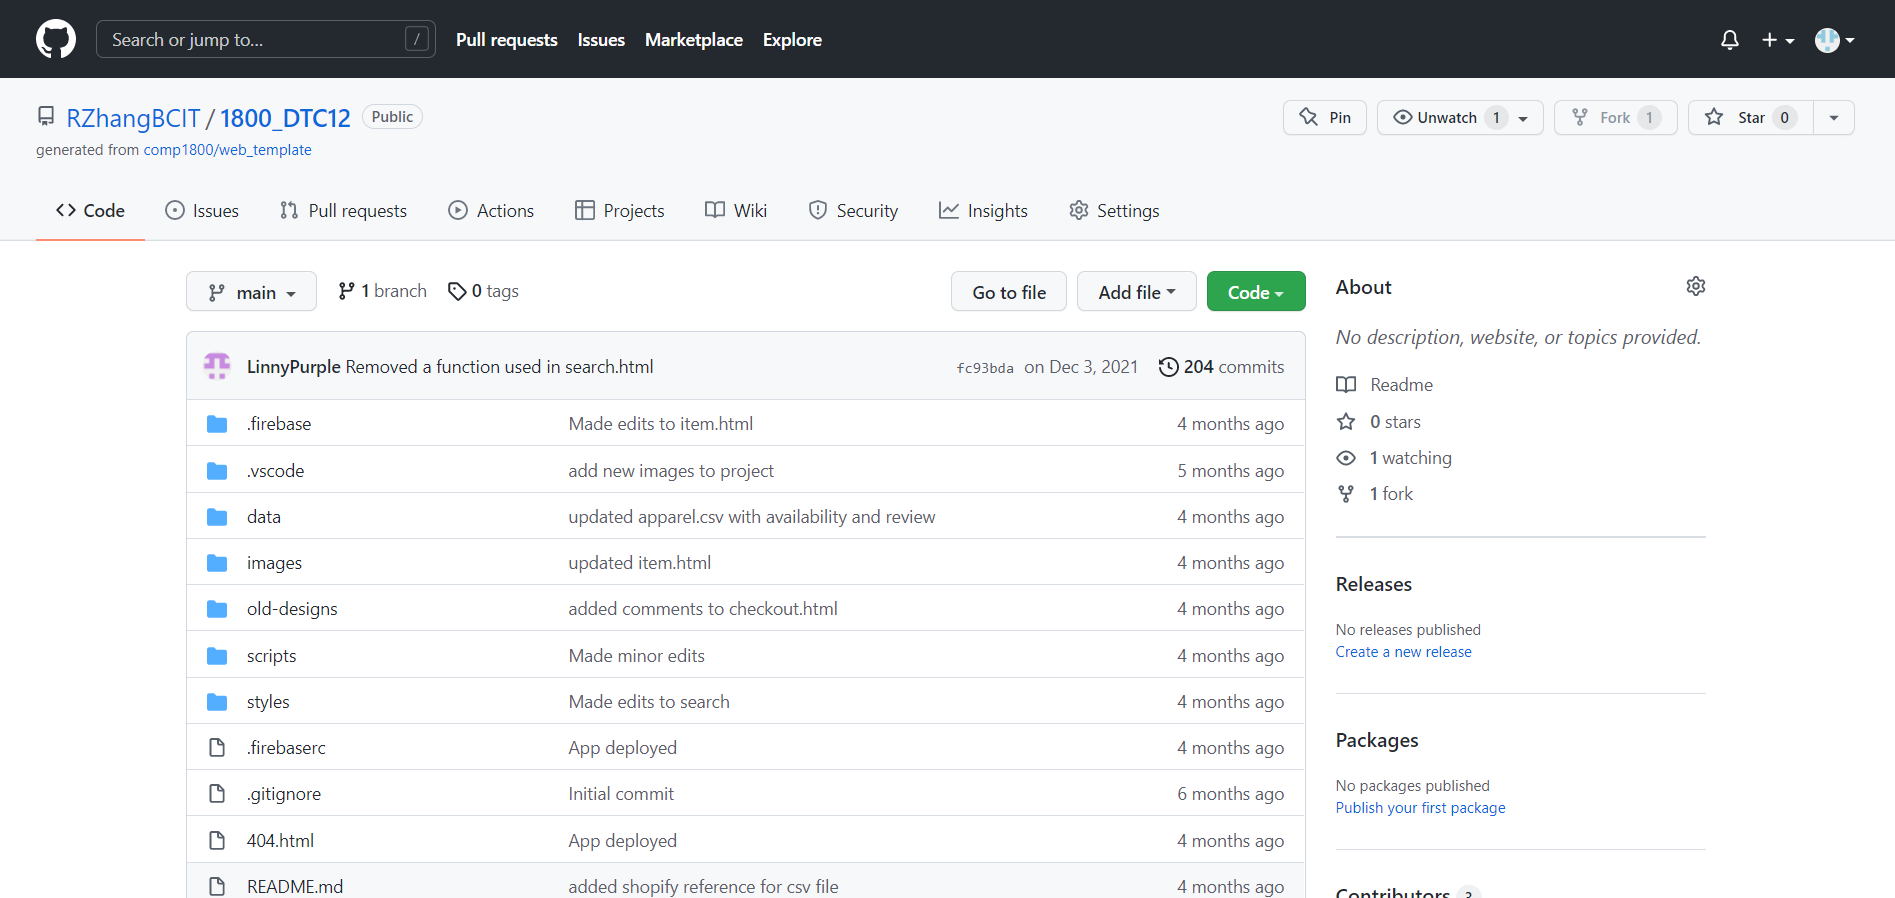 Search or jump to... /
Pull requests Issues Marketplace Explore
RZhangBCIT / 1800_DTC12 Public
Pin Unwatch 1 Fork 1 Star 0
generated from comp1800/web_template
Code Issues Pull requests Actions Projects Wiki Security Insights Settings
main 1 branch 0 tags Go to file Add file Code
LinnyPurple Removed a function used in search.html fc93bda on Dec 3, 2021 204 commits
.firebase Made edits to item.html 4 months ago
.vscode add new images to project 5 months ago
data updated apparel.csv with availability and review 4 months ago
images updated item.html 4 months ago
old-designs added comments to checkout.html 4 months ago
scripts Made minor edits 4 months ago
styles Made edits to search 4 months ago
.firebaserc App deployed 4 months ago
.gitignore Initial commit 6 months ago
404.html App deployed 4 months ago
README.md added shopify reference for csv file 4 months ago
About
No description, website, or topics provided.
Readme
0 stars
1 watching
1 fork
Releases
No releases published
Create a new release
Packages
No packages published
Publish your first package
Contributors 3